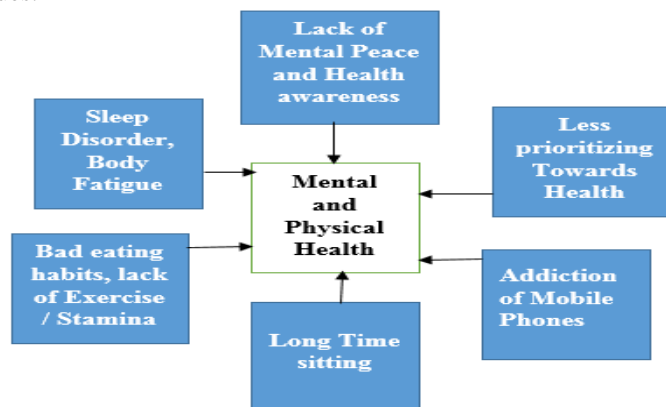 Lack of
Mental Peace
and Health
awareness
Sleep
Disorder,
Body
Fatigue
Less
prioritizing
Towards
Health
Mental
and
Physical
Health
Bad eating
habits, lack
of Exercise
/ Stamina
Addiction
of Mobile
Phones
Long Time
sitting